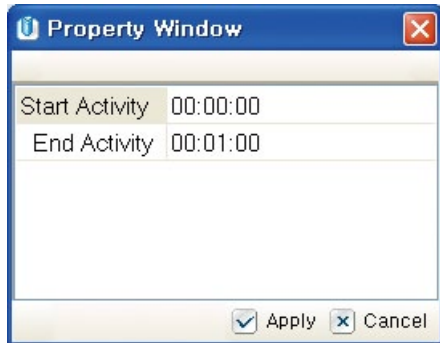 Property Window
Start Activity 00:00:00
End Activity 00:01:00
Apply Cancel